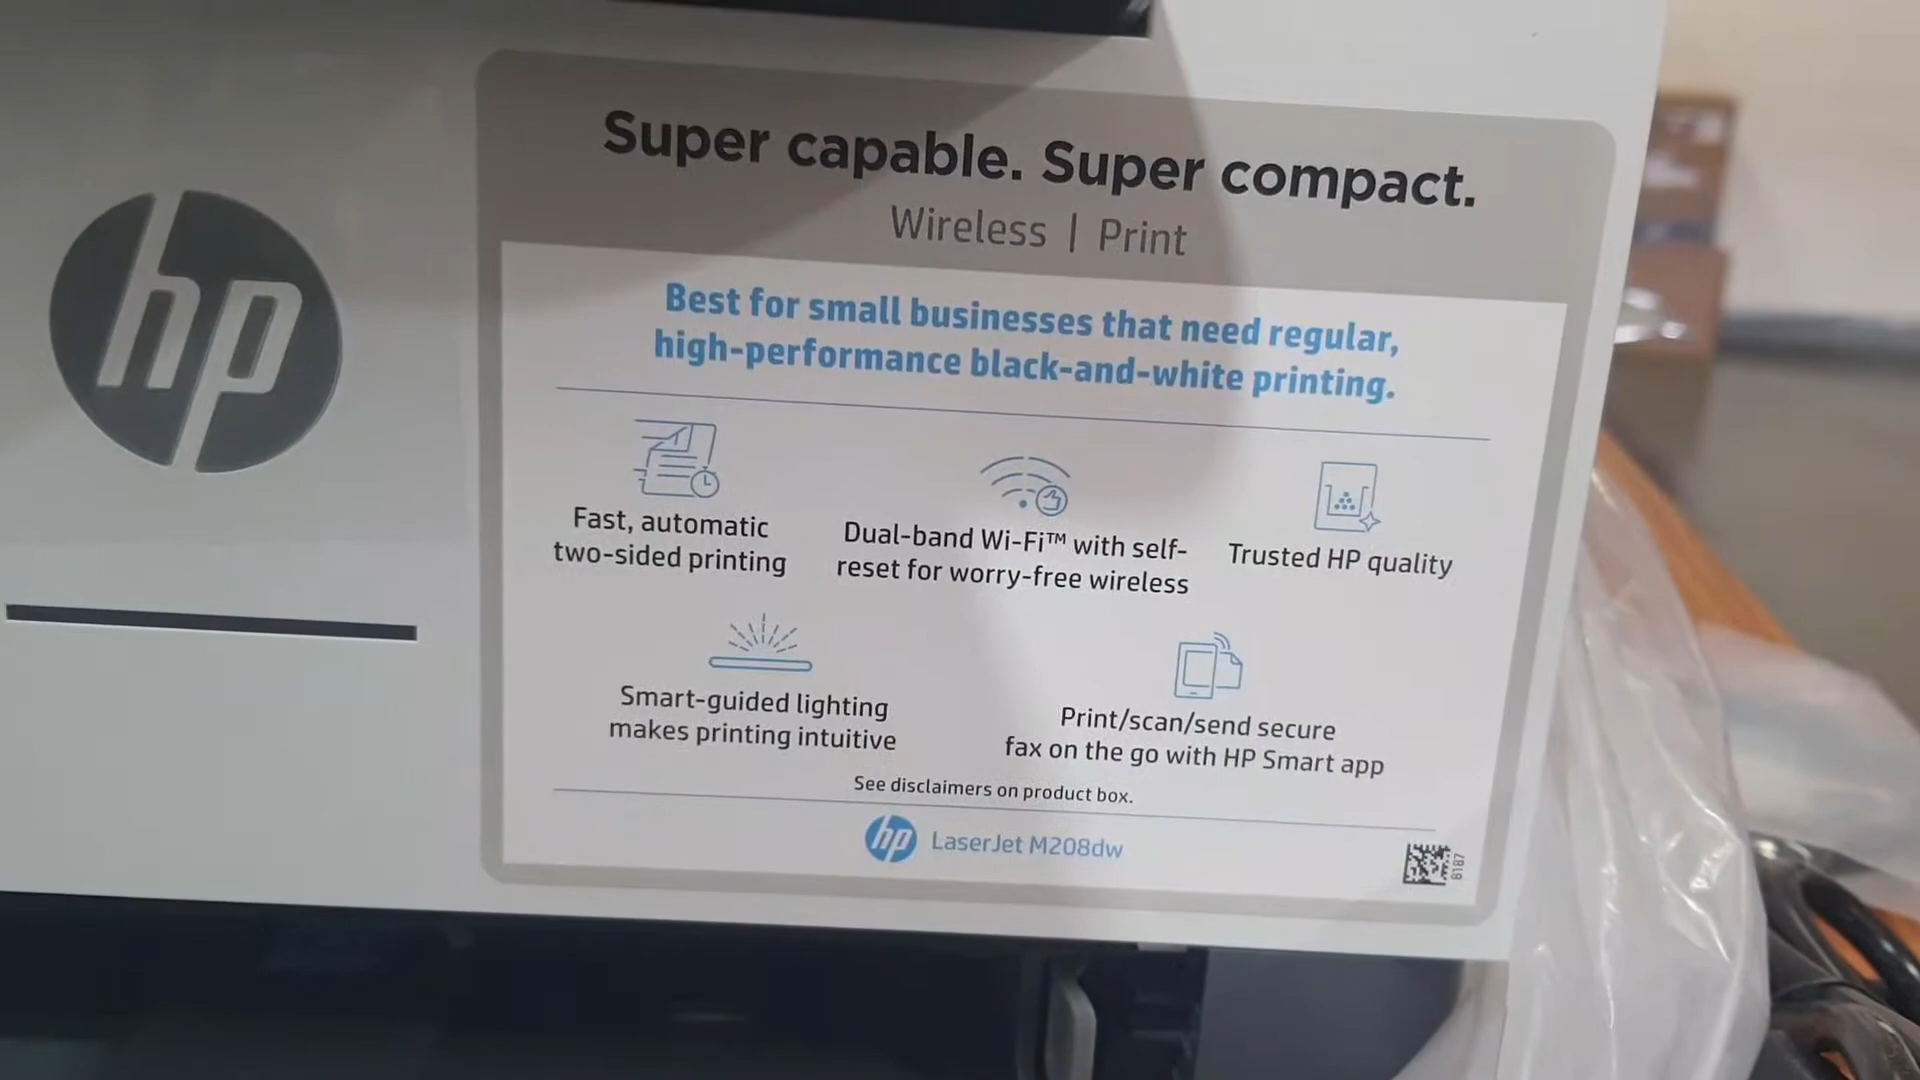 hp
Super capable. Super compact.
Wireless | Print
Best for small businesses that need regular,
high-performance black-and-white printing.
Fast, automatic
two-sided printing
Dual-band Wi-Fi™ with self-
reset for worry-free wireless
Trusted HP quality
Smart-guided lighting
makes printing intuitive
Print/scan/send secure
fax on the go with HP Smart app
See disclaimers on product box.
hp LaserJet M208dw
8187